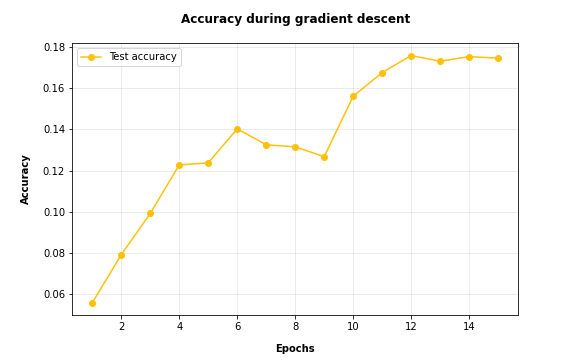 Accuracy during gradient descent
Test accuracy
0.18
0.16
0.14
0.12
0.10
0.08
0.06
Accuracy
2 4 6 8 10 12 14
Epochs